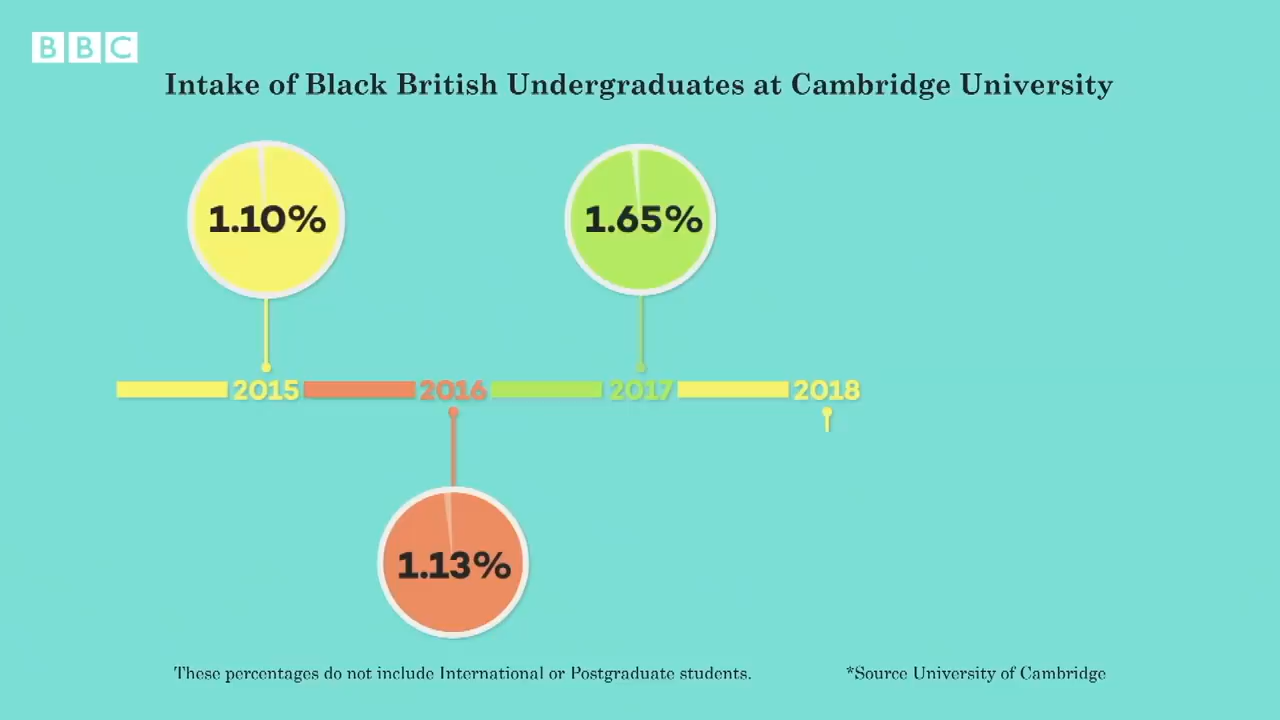 BBC
Intake of Black British Undergraduates at Cambridge University
1.10%
1.65%
2015 2016 2017 2018
1.13%
These percentages do not include International or Postgraduate students.
*Source University of Cambridge